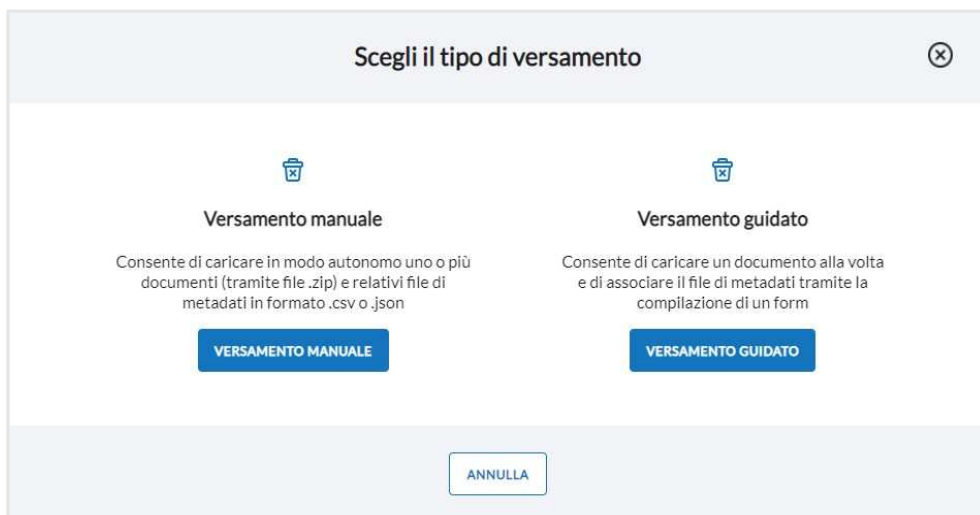 Scegli il tipo di versamento
Versamento manuale
Consente di caricare in modo autonomo uno o più
documenti (tramite file .zip) e relativi file di
metadati in formato .csv o .json
VERSAMENTO MANUALE
Versamento guidato
Consente di caricare un documento alla volta
e di associare il file di metadati tramite la
compilazione di un form
VERSAMENTO GUIDATO
ANNULLA